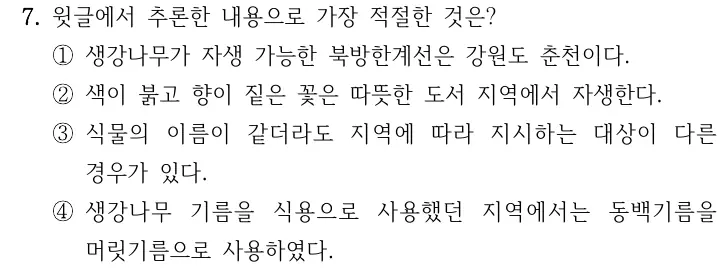 7. 윗글에서 추론한 내용으로 가장 적절한 것은?
① 생강나무가 자생 가능한 북방한계선은 강원도 춘천이다.
② 색이 붉고 향이 짙은 꽃은 따뜻한 도서 지역에서 자생한다.
③ 식물의 이름이 같더라도 지역에 따라 지시하는 대상이 다른
경우가 있다.
④ 생강나무 기름을 식용으로 사용했던 지역에서는 동백기름을
머릿기름으로 사용하였다.